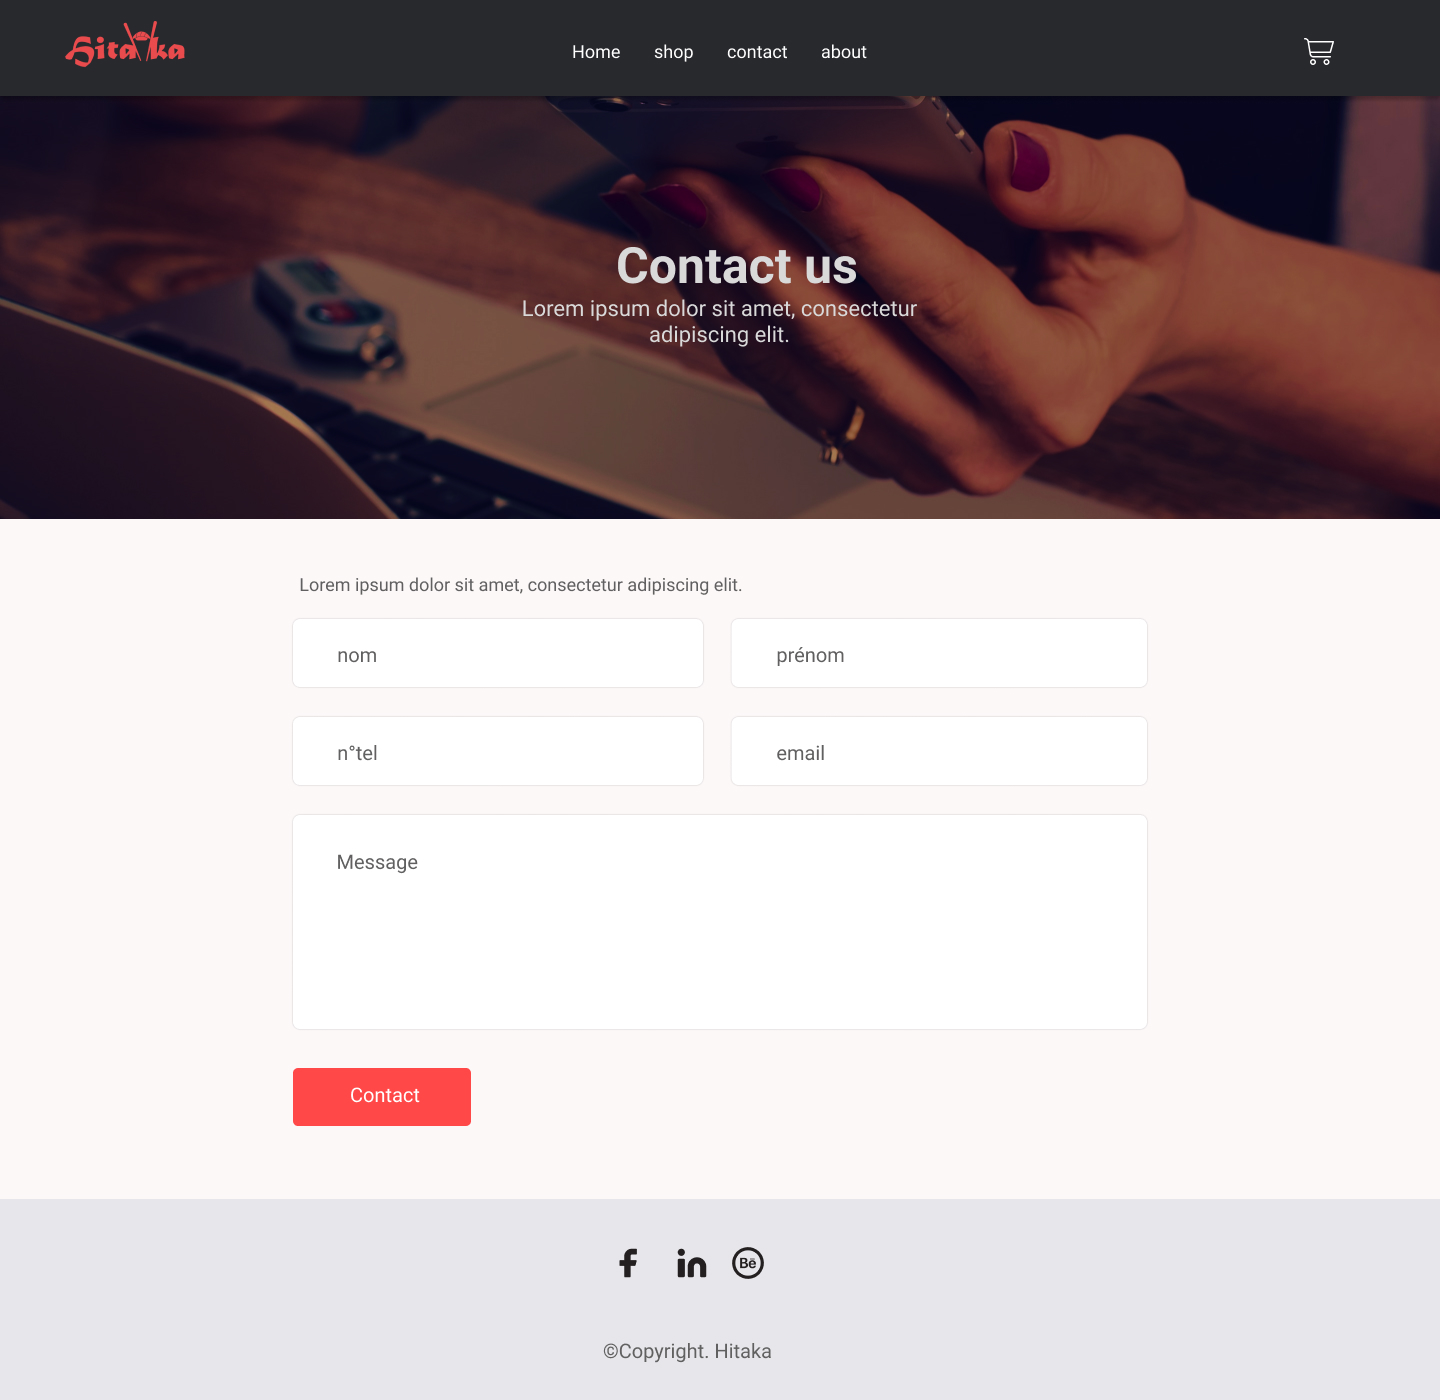 Hitaka
Home shop contact about
Contact us
Lorem ipsum dolor sit amet, consectetur
adipiscing elit.
Lorem ipsum dolor sit amet, consectetur adipiscing elit.
nom prénom
n°tel email
Message
Contact
f in Bē
©Copyright. Hitaka